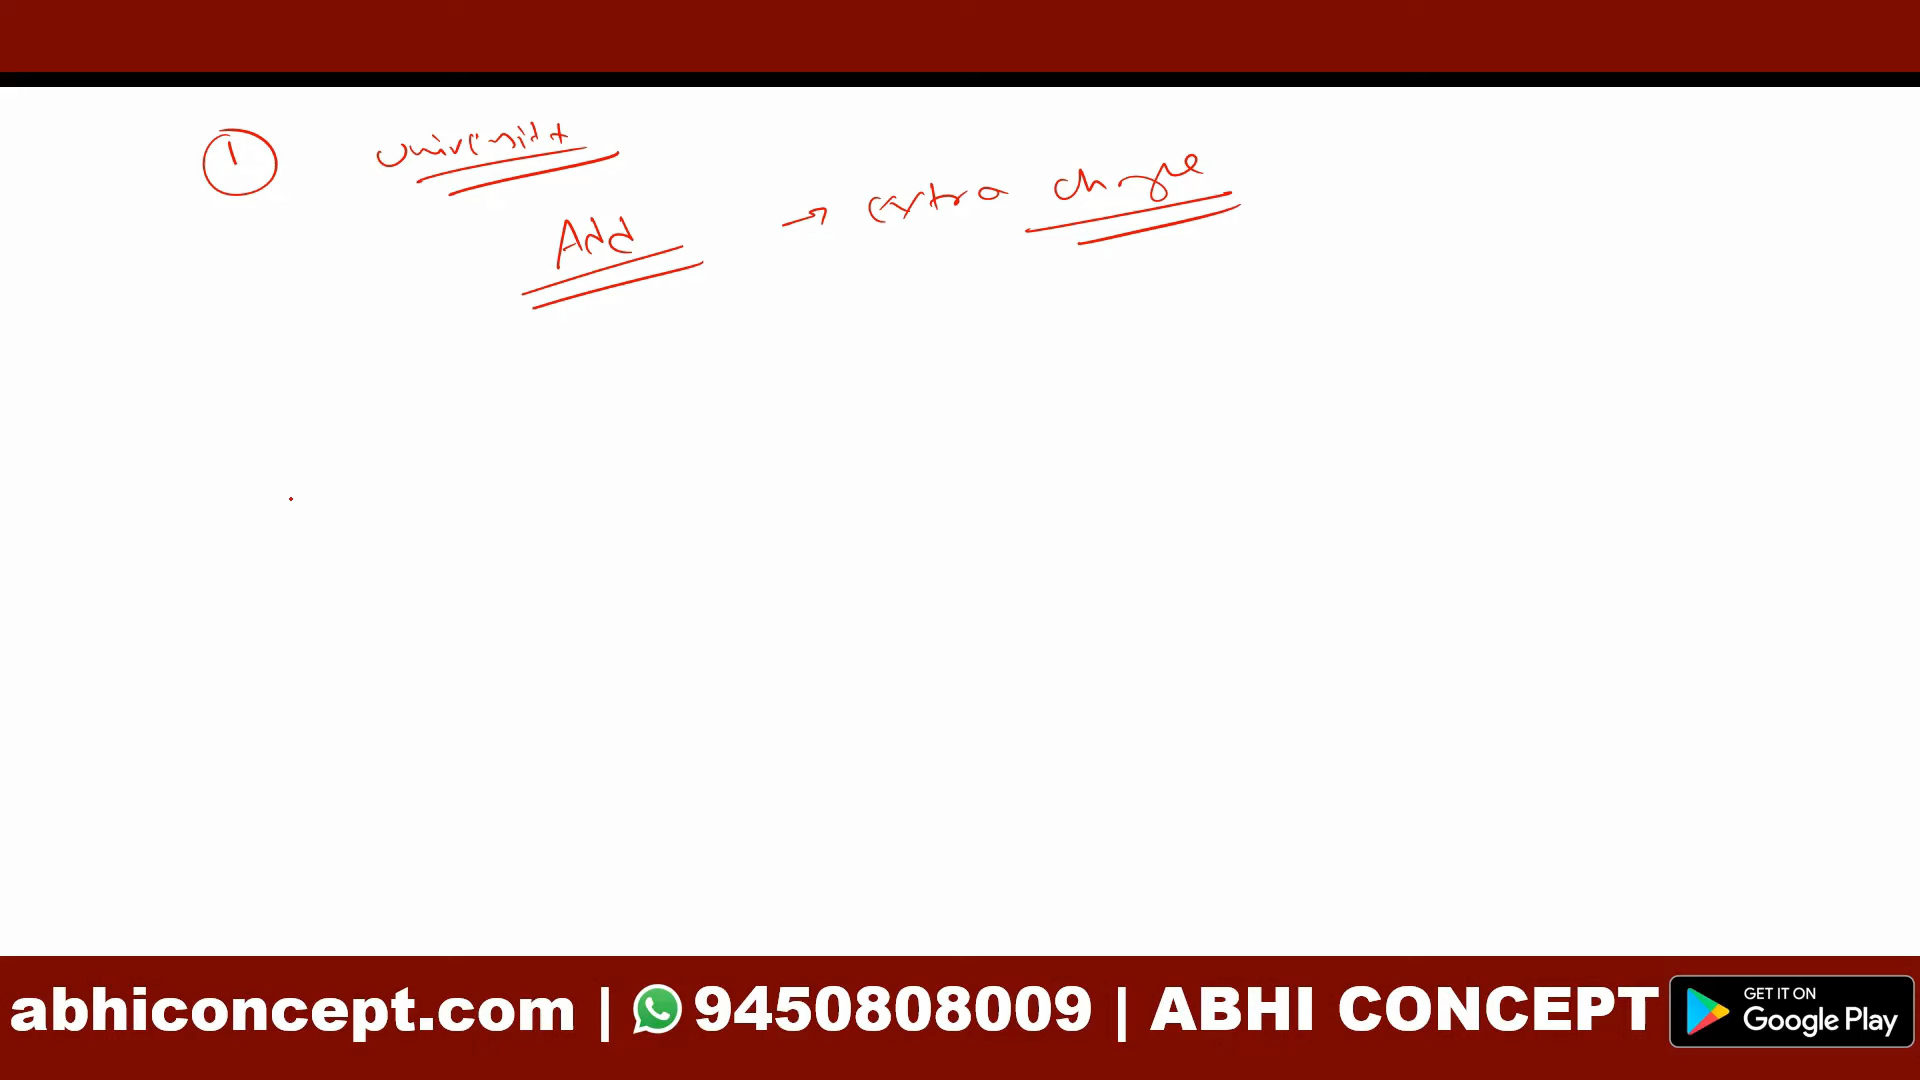 1 University
Add → extra charge
abhiconcept.com | 9450808009 | ABHI CONCEPT
GET IT ON
Google Play